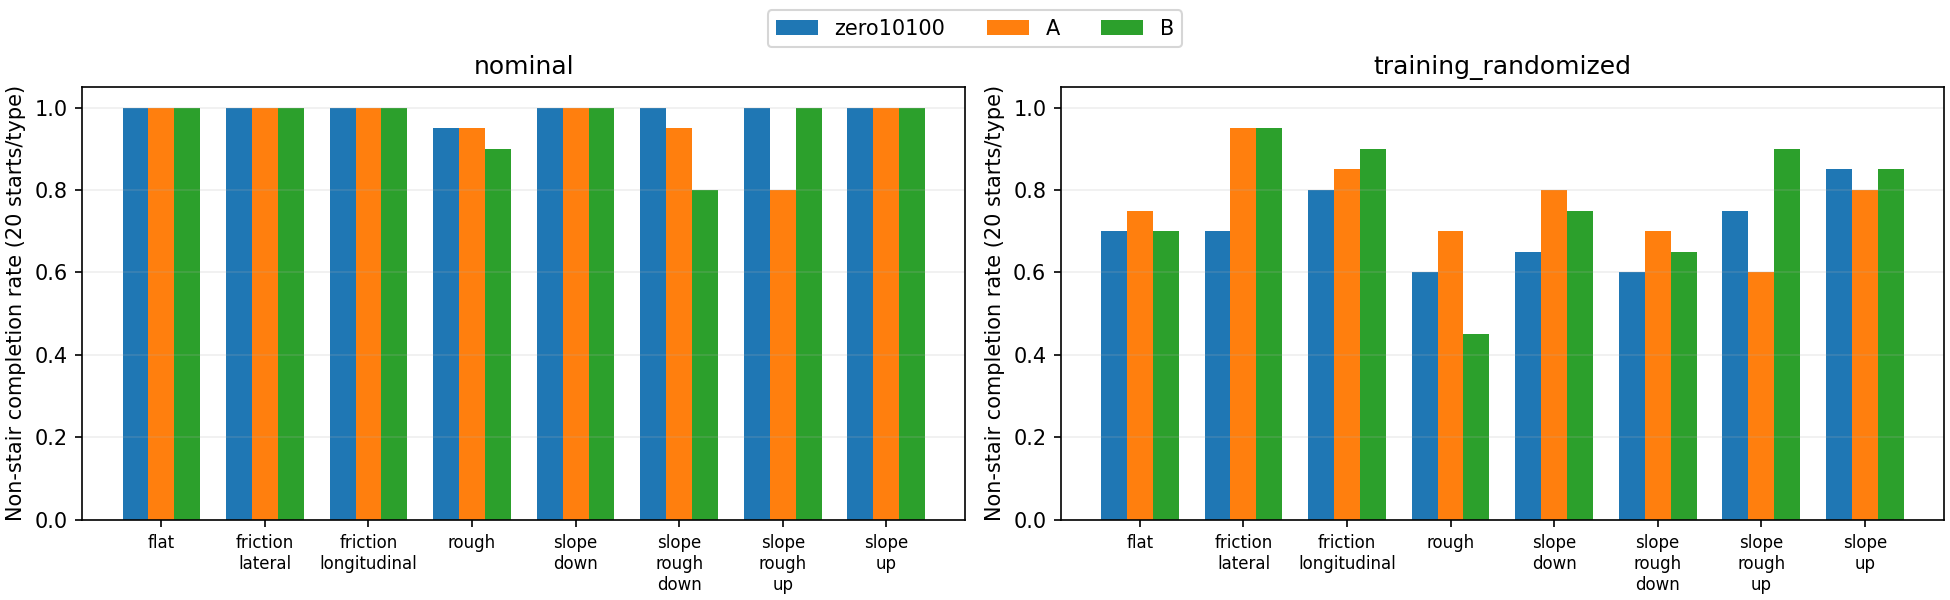 zero10100 A B
nominal
Non-stair completion rate (20 starts/type)
1.0
0.8
0.6
0.4
0.2
0.0
flat
friction
lateral
friction
longitudinal
rough
slope
down
slope
rough
down
slope
rough
up
slope
up
training_randomized
Non-stair completion rate (20 starts/type)
1.0
0.8
0.6
0.4
0.2
0.0
flat
friction
lateral
friction
longitudinal
rough
slope
down
slope
rough
down
slope
rough
up
slope
up